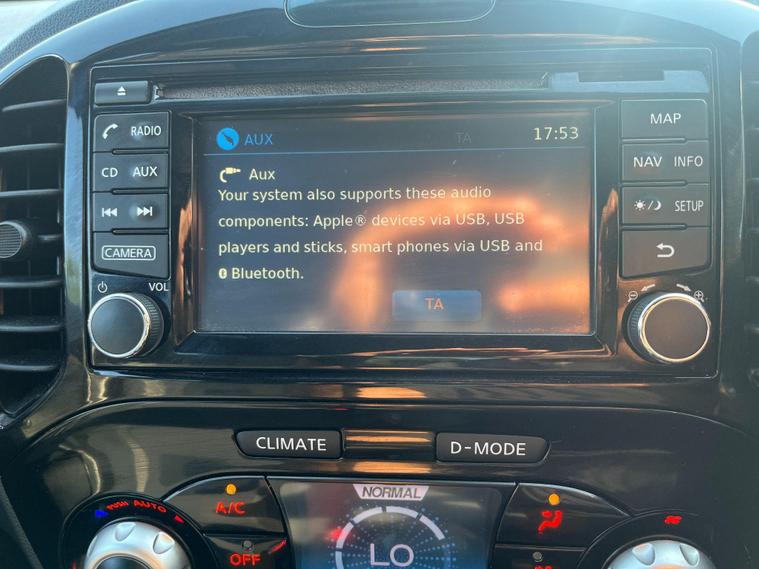 RADIO
CD AUX
CAMERA
VOL
AUX
TA
17:53
Aux
Your system also supports these audio
components: Apple® devices via USB, USB
players and sticks, smart phones via USB and
Bluetooth.
TA
MAP
NAV INFO
SETUP
CLIMATE
D-MODE
AUTO
A/C
OFF
NORMAL
LO